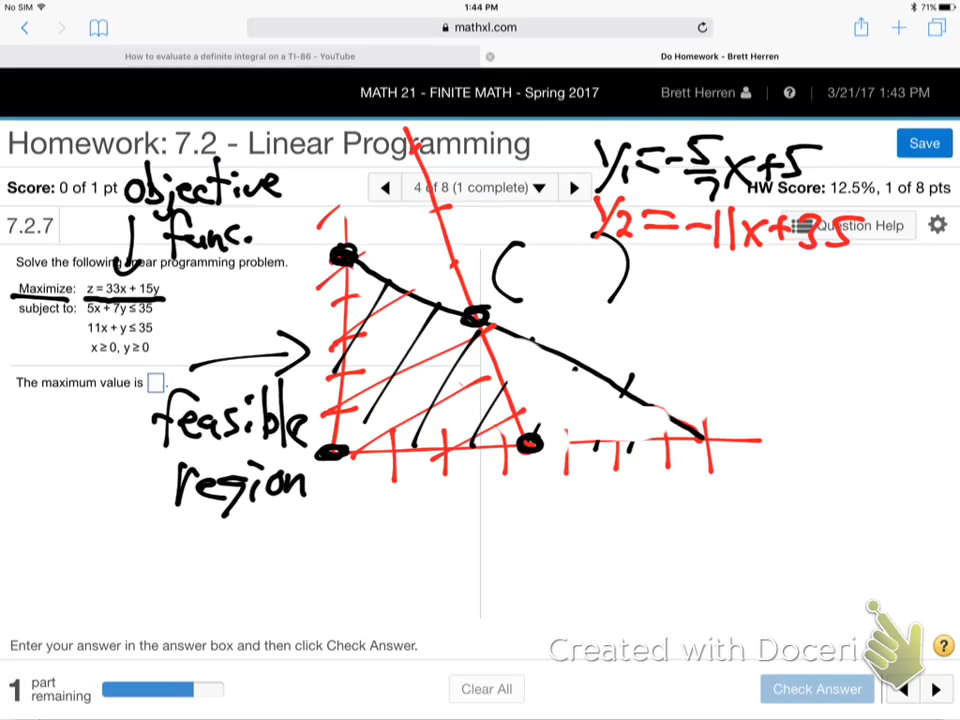 No SIM
1:44 PM
71%
mathxl.com
How to evaluate a definite integral on a TI-86 - YouTube
Do Homework - Brett Herren
MATH 21 - FINITE MATH - Spring 2017
Brett Herren
?
3/21/17 1:43 PM
Homework: 7.2 - Linear Programming
Save
Score: 0 of 1 pt
4 of 8 (1 complete)
HW Score: 12.5%, 1 of 8 pts
7.2.7
Question Help
objective
func.
y1 = -5/7x+5
y2 = -11x+35
( )
Solve the following linear programming problem.
Maximize: z = 33x + 15y
subject to: 5x + 7y ≤ 35
11x + y ≤ 35
x ≥ 0, y ≥ 0
The maximum value is .
feasible
region
Enter your answer in the answer box and then click Check Answer.
Created with Doceri
?
1 part
remaining
Clear All
Check Answer